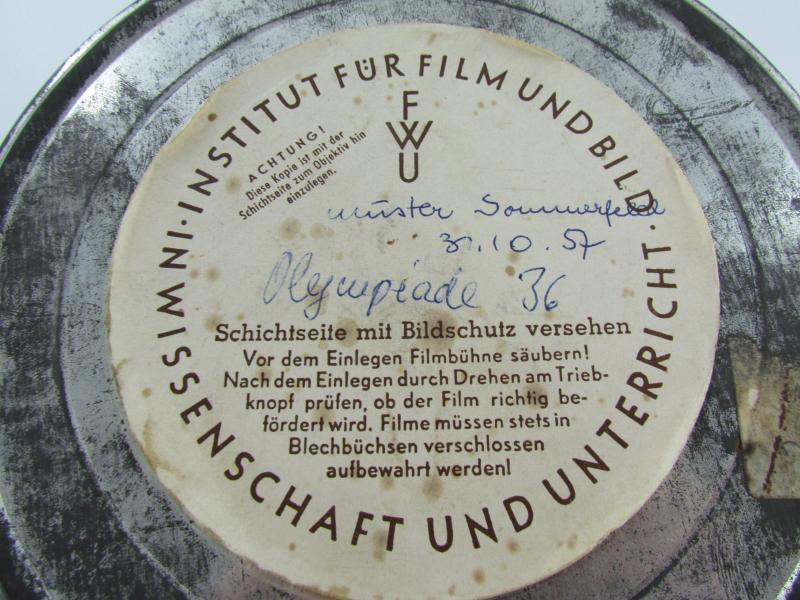 INSTITUT FÜR FILM UND BILD
IN WISSENSCHAFT UND UNTERRICHT ·
FWU
ACHTUNG!
Diese Kopie ist mit der
Schichtseite zum Objektiv hin
einzulegen.
Muster Sommerfeld
31.10.57
Olympiade 36
Schichtseite mit Bildschutz versehen
Vor dem Einlegen Filmbühne säubern!
Nach dem Einlegen durch Drehen am Trieb-
knopf prüfen, ob der Film richtig be-
fördert wird. Filme müssen stets in
Blechbüchsen verschlossen
aufbewahrt werden!